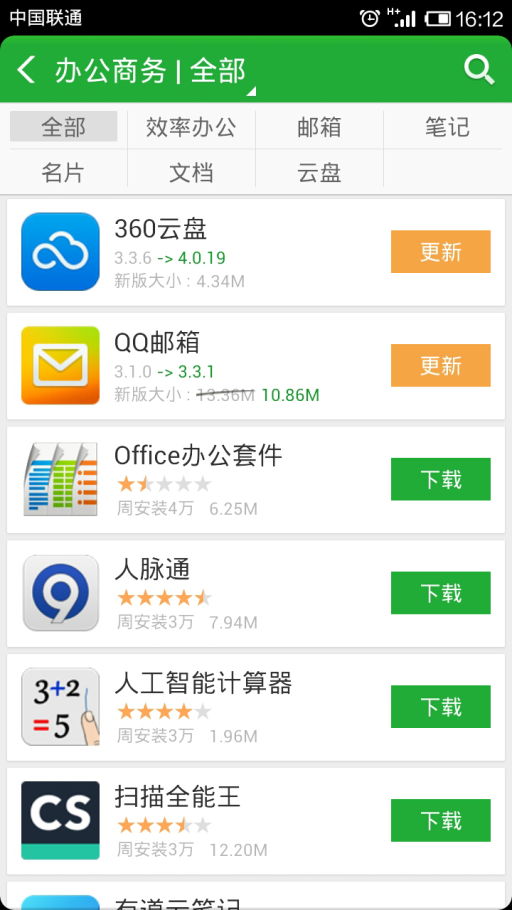 中国联通 H+ 16:12
办公商务 | 全部
全部 效率办公 邮箱 笔记
名片 文档 云盘
360云盘
3.3.6 -> 4.0.19
新版大小：4.34M
更新
QQ邮箱
3.1.0 -> 3.3.1
新版大小：13.36M 10.86M
更新
Office办公套件
周安装4万 6.25M
下载
人脉通
周安装3万 7.94M
下载
3+2
=5
人工智能计算器
周安装3万 1.96M
下载
CS
扫描全能王
周安装3万 12.20M
下载
有道云笔记